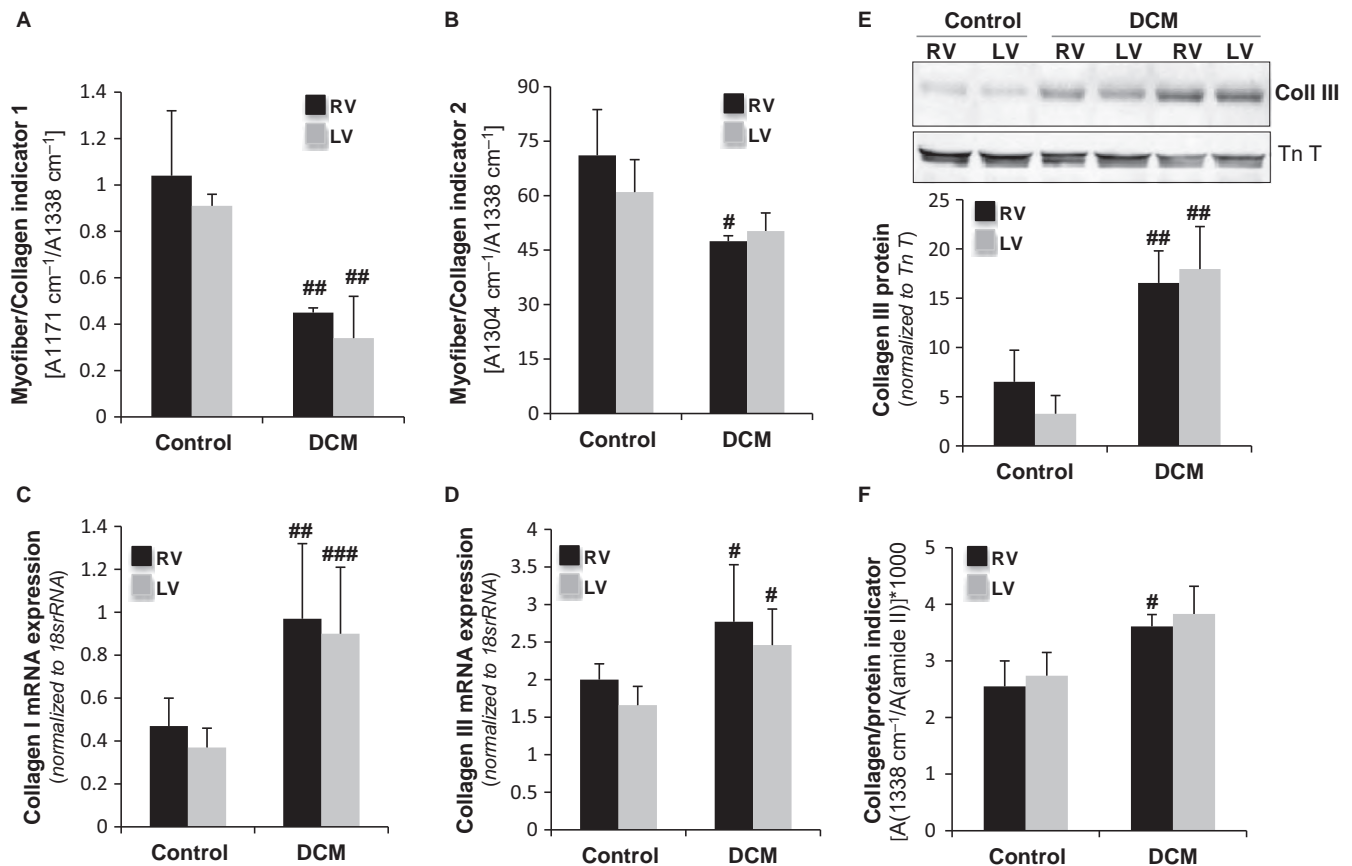 A
Myofiber/Collagen indicator 1
[A1171 cm⁻¹/A1338 cm⁻¹]
1.4
1.2
1
0.8
0.6
0.4
0.2
0
RV
LV
## ##
Control DCM
B
Myofiber/Collagen indicator 2
[A1304 cm⁻¹/A1338 cm⁻¹]
90
75
60
45
30
15
0
RV
LV
#
Control DCM
E
Control DCM
RV LV RV LV RV LV
Coll III
Tn T
Collagen III protein
(normalized to Tn T)
25
20
15
10
5
0
RV
LV
## ##
Control DCM
C
Collagen I mRNA expression
(normalized to 18srRNA)
1.4
1.2
1
0.8
0.6
0.4
0.2
0
RV
LV
## ###
Control DCM
D
Collagen III mRNA expression
(normalized to 18srRNA)
4
3.5
3
2.5
2
1.5
1
0.5
0
RV
LV
# #
Control DCM
F
Collagen/protein indicator
[A(1338 cm⁻¹/A(amide II)]*1000
5
4
3
2
1
0
RV
LV
#
Control DCM